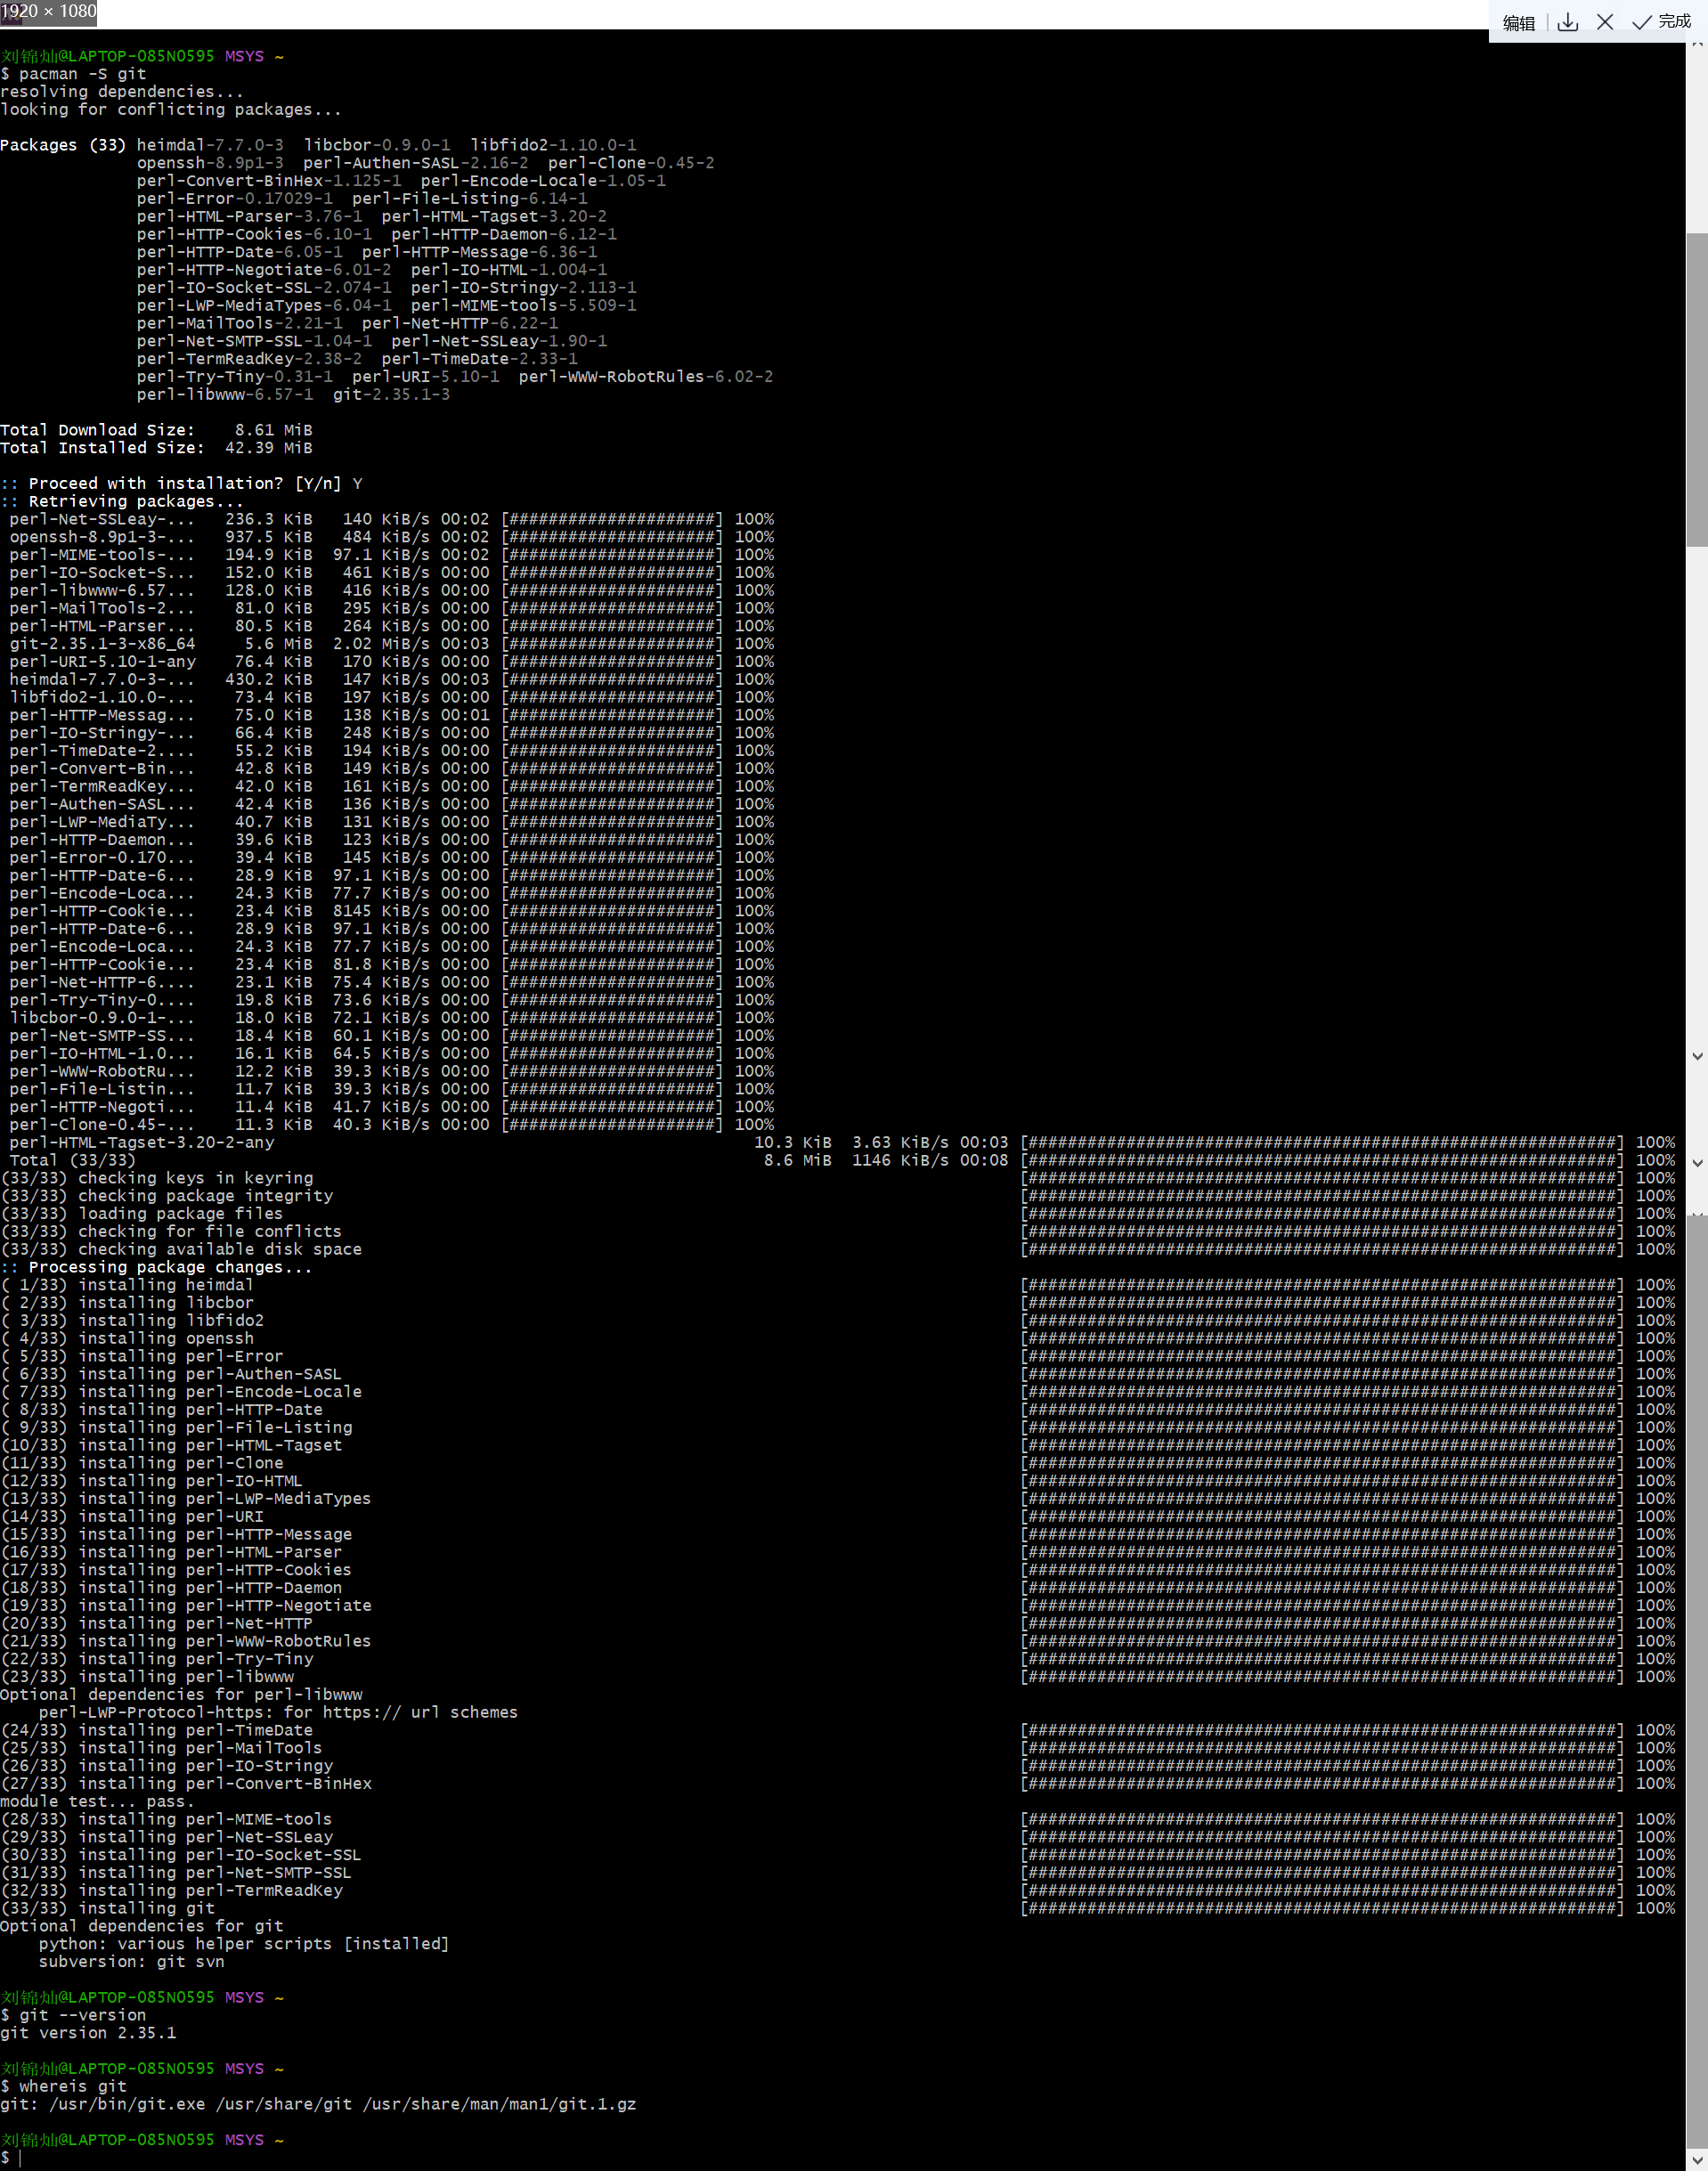 1920 × 1080
编辑 完成
刘锦灿@LAPTOP-085N0595 MSYS ~
$ pacman -S git
resolving dependencies...
looking for conflicting packages...
Packages (33) heimdal-7.7.0-3  libcbor-0.9.0-1  libfido2-1.10.0-1
openssh-8.9p1-3  perl-Authen-SASL-2.16-2  perl-Clone-0.45-2
perl-Convert-BinHex-1.125-1  perl-Encode-Locale-1.05-1
perl-Error-0.17029-1  perl-File-Listing-6.14-1
perl-HTML-Parser-3.76-1  perl-HTML-Tagset-3.20-2
perl-HTTP-Cookies-6.10-1  perl-HTTP-Daemon-6.12-1
perl-HTTP-Date-6.05-1  perl-HTTP-Message-6.36-1
perl-HTTP-Negotiate-6.01-2  perl-IO-HTML-1.004-1
perl-IO-Socket-SSL-2.074-1  perl-IO-Stringy-2.113-1
perl-LWP-MediaTypes-6.04-1  perl-MIME-tools-5.509-1
perl-MailTools-2.21-1  perl-Net-HTTP-6.22-1
perl-Net-SMTP-SSL-1.04-1  perl-Net-SSLeay-1.90-1
perl-TermReadKey-2.38-2  perl-TimeDate-2.33-1
perl-Try-Tiny-0.31-1  perl-URI-5.10-1  perl-WWW-RobotRules-6.02-2
perl-libwww-6.57-1  git-2.35.1-3
Total Download Size:    8.61 MiB
Total Installed Size:  42.39 MiB
:: Proceed with installation? [Y/n] Y
:: Retrieving packages...
perl-Net-SSLeay-...   236.3 KiB   140 KiB/s 00:02 [#####################] 100%
openssh-8.9p1-3-...   937.5 KiB   484 KiB/s 00:02 [#####################] 100%
perl-MIME-tools-...   194.9 KiB  97.1 KiB/s 00:02 [#####################] 100%
perl-IO-Socket-S...   152.0 KiB   461 KiB/s 00:00 [#####################] 100%
perl-libwww-6.57...   128.0 KiB   416 KiB/s 00:00 [#####################] 100%
perl-MailTools-2...    81.0 KiB   295 KiB/s 00:00 [#####################] 100%
perl-HTML-Parser...    80.5 KiB   264 KiB/s 00:00 [#####################] 100%
git-2.35.1-3-x86_64     5.6 MiB  2.02 MiB/s 00:03 [#####################] 100%
perl-URI-5.10-1-any    76.4 KiB   170 KiB/s 00:00 [#####################] 100%
heimdal-7.7.0-3-...   430.2 KiB   147 KiB/s 00:03 [#####################] 100%
libfido2-1.10.0-...    73.4 KiB   197 KiB/s 00:00 [#####################] 100%
perl-HTTP-Messag...    75.0 KiB   138 KiB/s 00:01 [#####################] 100%
perl-IO-Stringy-...    66.4 KiB   248 KiB/s 00:00 [#####################] 100%
perl-TimeDate-2....    55.2 KiB   194 KiB/s 00:00 [#####################] 100%
perl-Convert-Bin...    42.8 KiB   149 KiB/s 00:00 [#####################] 100%
perl-TermReadKey...    42.0 KiB   161 KiB/s 00:00 [#####################] 100%
perl-Authen-SASL...    42.4 KiB   136 KiB/s 00:00 [#####################] 100%
perl-LWP-MediaTy...    40.7 KiB   131 KiB/s 00:00 [#####################] 100%
perl-HTTP-Daemon...    39.6 KiB   123 KiB/s 00:00 [#####################] 100%
perl-Error-0.170...    39.4 KiB   145 KiB/s 00:00 [#####################] 100%
perl-HTTP-Date-6...    28.9 KiB  97.1 KiB/s 00:00 [#####################] 100%
perl-Encode-Loca...    24.3 KiB  77.7 KiB/s 00:00 [#####################] 100%
perl-HTTP-Cookie...    23.4 KiB  8145 KiB/s 00:00 [#####################] 100%
perl-HTTP-Date-6...    28.9 KiB  97.1 KiB/s 00:00 [#####################] 100%
perl-Encode-Loca...    24.3 KiB  77.7 KiB/s 00:00 [#####################] 100%
perl-HTTP-Cookie...    23.4 KiB  81.8 KiB/s 00:00 [#####################] 100%
perl-Net-HTTP-6....    23.1 KiB  75.4 KiB/s 00:00 [#####################] 100%
perl-Try-Tiny-0....    19.8 KiB  73.6 KiB/s 00:00 [#####################] 100%
libcbor-0.9.0-1-...    18.0 KiB  72.1 KiB/s 00:00 [#####################] 100%
perl-Net-SMTP-SS...    18.4 KiB  60.1 KiB/s 00:00 [#####################] 100%
perl-IO-HTML-1.0...    16.1 KiB  64.5 KiB/s 00:00 [#####################] 100%
perl-WWW-RobotRu...    12.2 KiB  39.3 KiB/s 00:00 [#####################] 100%
perl-File-Listin...    11.7 KiB  39.3 KiB/s 00:00 [#####################] 100%
perl-HTTP-Negoti...    11.4 KiB  41.7 KiB/s 00:00 [#####################] 100%
perl-Clone-0.45-...    11.3 KiB  40.3 KiB/s 00:00 [#####################] 100%
perl-HTML-Tagset-3.20-2-any    10.3 KiB  3.63 KiB/s 00:03 [############################################################] 100%
Total (33/33)    8.6 MiB  1146 KiB/s 00:08 [############################################################] 100%
(33/33) checking keys in keyring [############################################################] 100%
(33/33) checking package integrity [############################################################] 100%
(33/33) loading package files [############################################################] 100%
(33/33) checking for file conflicts [############################################################] 100%
(33/33) checking available disk space [############################################################] 100%
:: Processing package changes...
( 1/33) installing heimdal [############################################################] 100%
( 2/33) installing libcbor [############################################################] 100%
( 3/33) installing libfido2 [############################################################] 100%
( 4/33) installing openssh [############################################################] 100%
( 5/33) installing perl-Error [############################################################] 100%
( 6/33) installing perl-Authen-SASL [############################################################] 100%
( 7/33) installing perl-Encode-Locale [############################################################] 100%
( 8/33) installing perl-HTTP-Date [############################################################] 100%
( 9/33) installing perl-File-Listing [############################################################] 100%
(10/33) installing perl-HTML-Tagset [############################################################] 100%
(11/33) installing perl-Clone [############################################################] 100%
(12/33) installing perl-IO-HTML [############################################################] 100%
(13/33) installing perl-LWP-MediaTypes [############################################################] 100%
(14/33) installing perl-URI [############################################################] 100%
(15/33) installing perl-HTTP-Message [############################################################] 100%
(16/33) installing perl-HTML-Parser [############################################################] 100%
(17/33) installing perl-HTTP-Cookies [############################################################] 100%
(18/33) installing perl-HTTP-Daemon [############################################################] 100%
(19/33) installing perl-HTTP-Negotiate [############################################################] 100%
(20/33) installing perl-Net-HTTP [############################################################] 100%
(21/33) installing perl-WWW-RobotRules [############################################################] 100%
(22/33) installing perl-Try-Tiny [############################################################] 100%
(23/33) installing perl-libwww [############################################################] 100%
Optional dependencies for perl-libwww
perl-LWP-Protocol-https: for https:// url schemes
(24/33) installing perl-TimeDate [############################################################] 100%
(25/33) installing perl-MailTools [############################################################] 100%
(26/33) installing perl-IO-Stringy [############################################################] 100%
(27/33) installing perl-Convert-BinHex [############################################################] 100%
module test... pass.
(28/33) installing perl-MIME-tools [############################################################] 100%
(29/33) installing perl-Net-SSLeay [############################################################] 100%
(30/33) installing perl-IO-Socket-SSL [############################################################] 100%
(31/33) installing perl-Net-SMTP-SSL [############################################################] 100%
(32/33) installing perl-TermReadKey [############################################################] 100%
(33/33) installing git [############################################################] 100%
Optional dependencies for git
python: various helper scripts [installed]
subversion: git svn
刘锦灿@LAPTOP-085N0595 MSYS ~
$ git --version
git version 2.35.1
刘锦灿@LAPTOP-085N0595 MSYS ~
$ whereis git
git: /usr/bin/git.exe /usr/share/git /usr/share/man/man1/git.1.gz
刘锦灿@LAPTOP-085N0595 MSYS ~
$